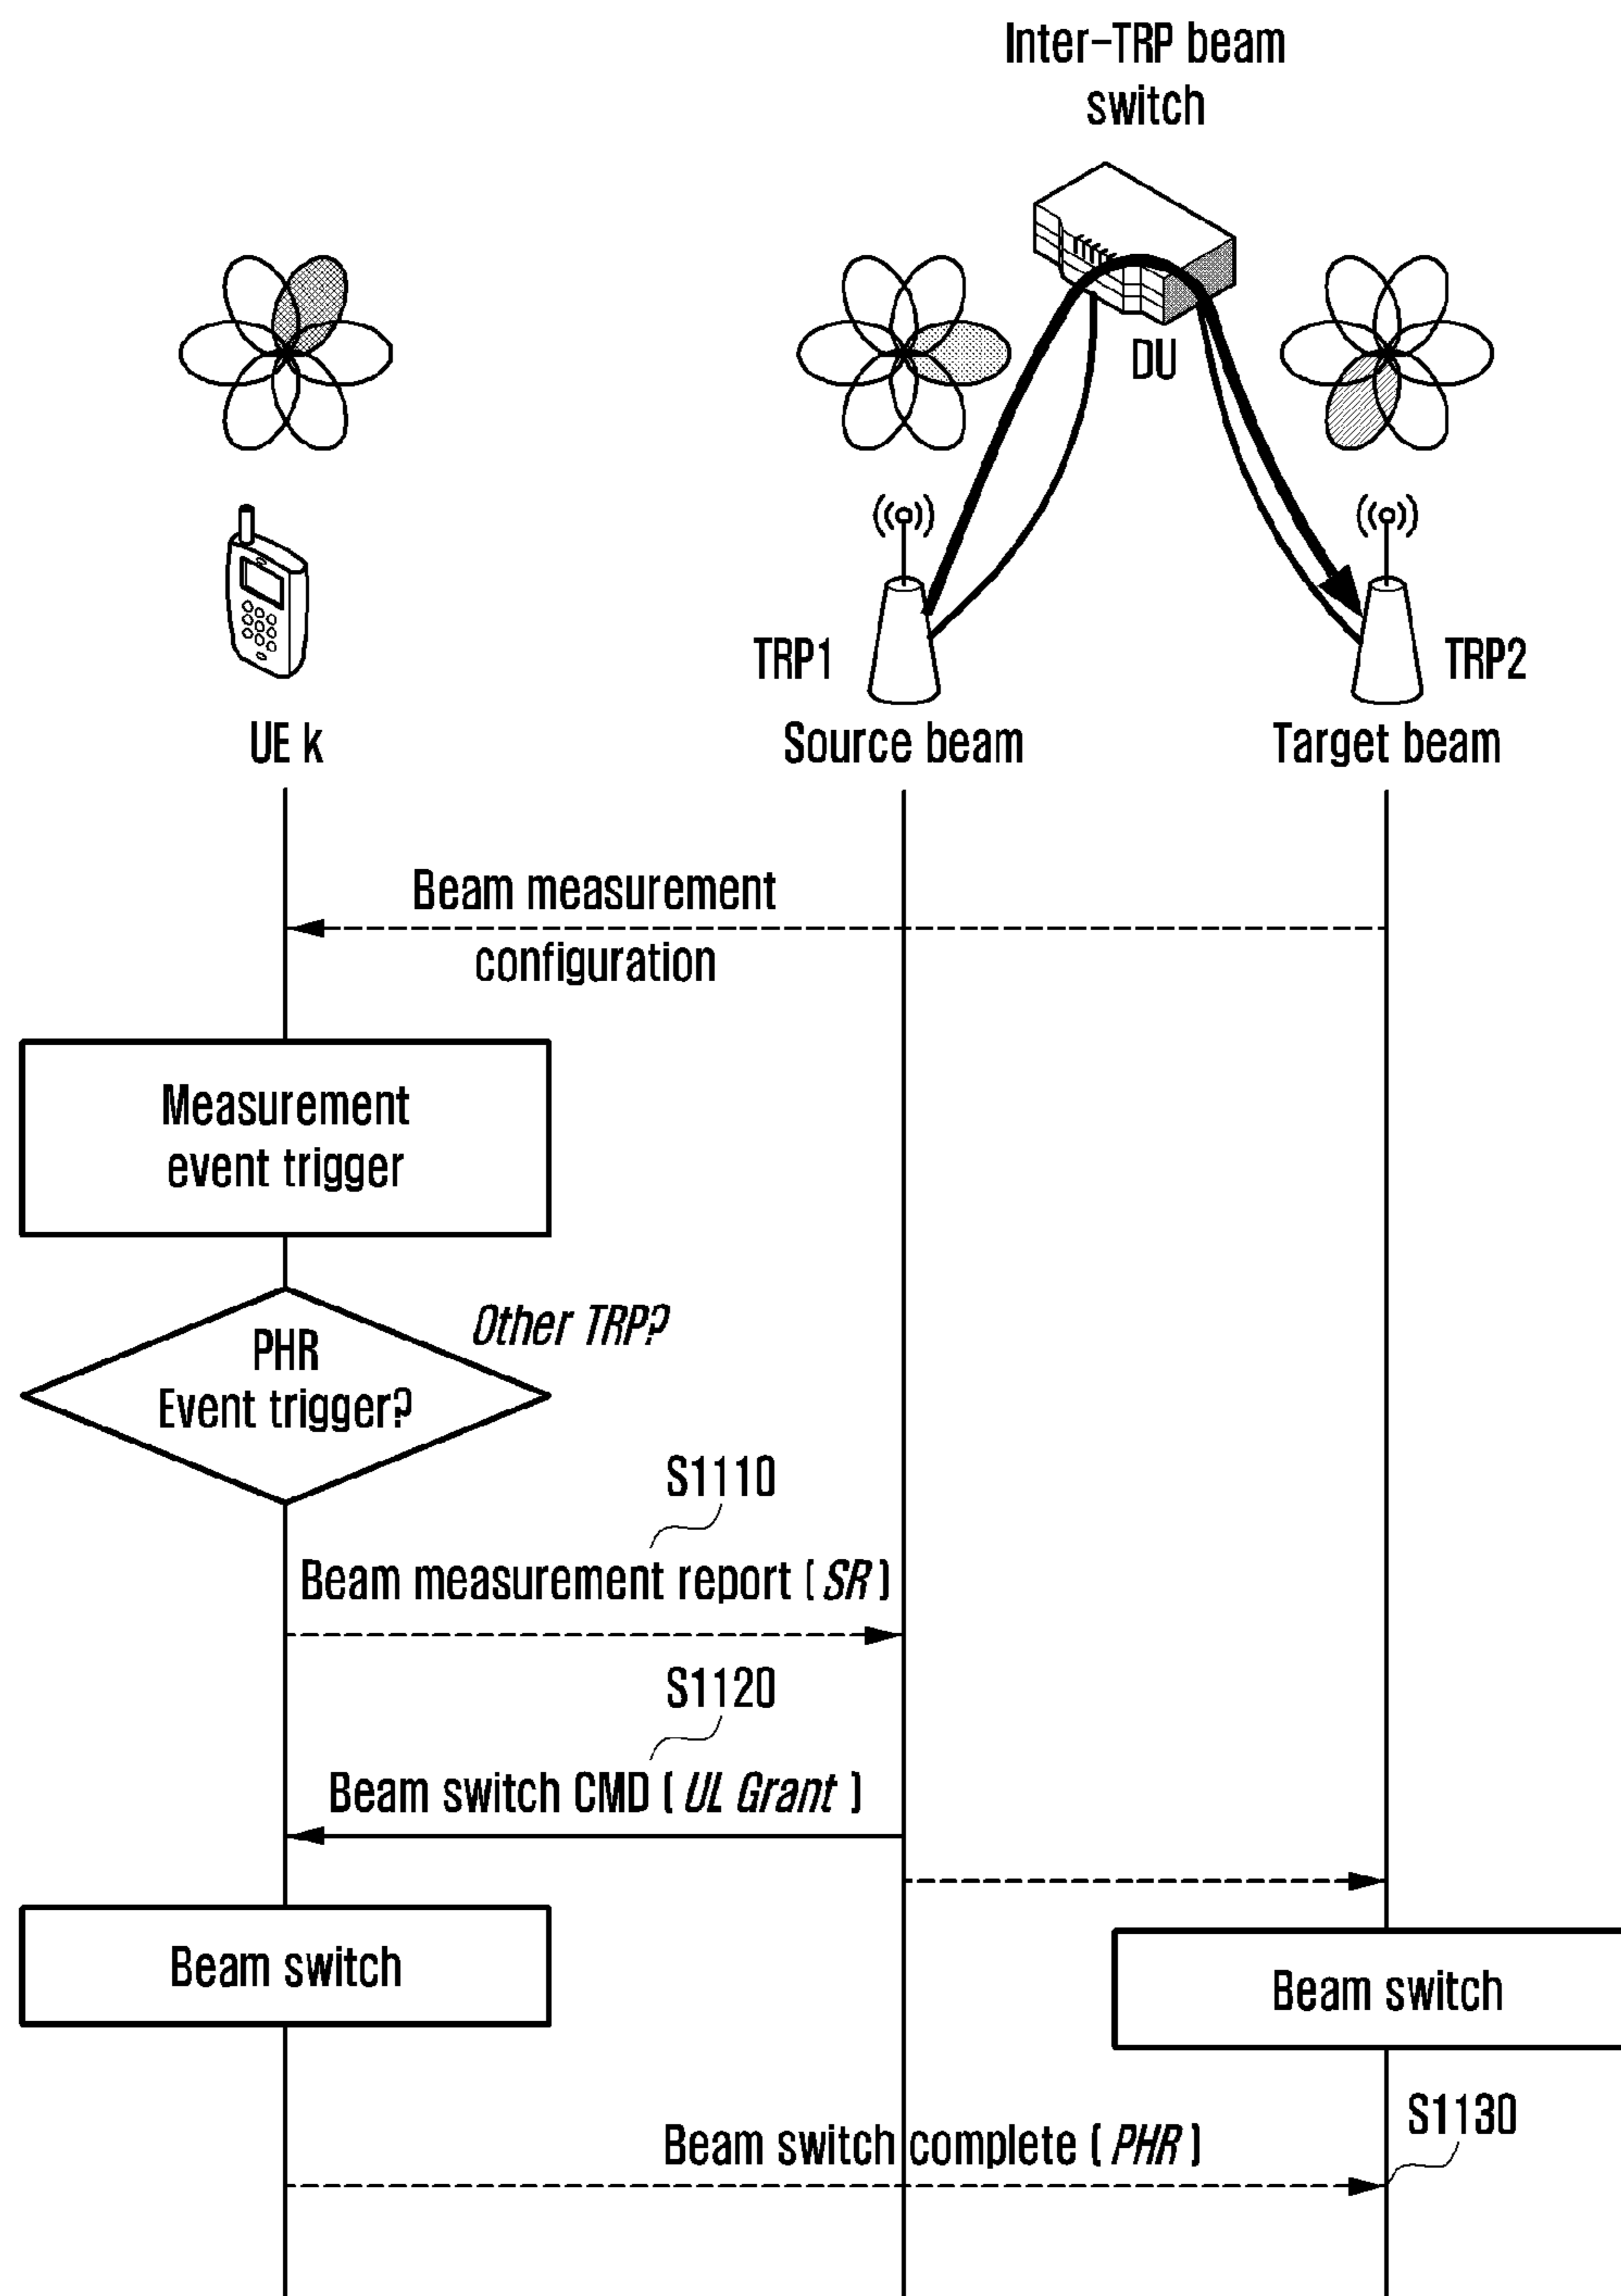 Inter-TRP beam
switch
DU
TRP1
TRP2
UE k
Source beam
Target beam
Beam measurement
configuration
Measurement
event trigger
Other TRP?
PHR
Event trigger?
S1110
Beam measurement report ( SR )
S1120
Beam switch CMD ( UL Grant )
Beam switch
Beam switch
S1130
Beam switch complete ( PHR )